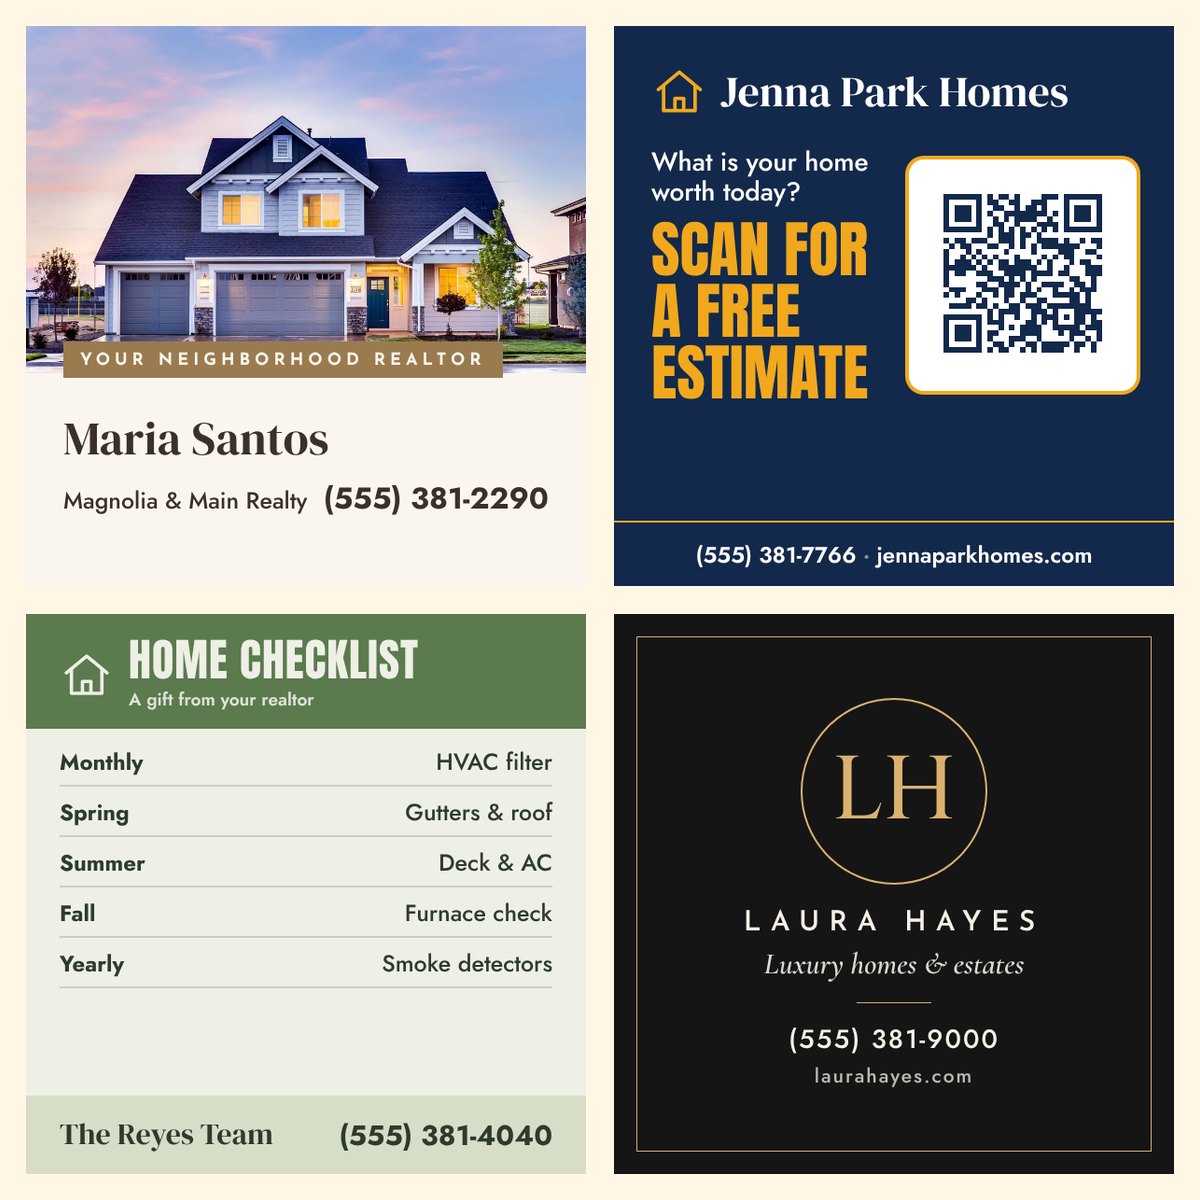 YOUR NEIGHBORHOOD REALTOR
Maria Santos
Magnolia & Main Realty (555) 381-2290
Jenna Park Homes
What is your home
worth today?
SCAN FOR
A FREE
ESTIMATE
(555) 381-7766 · jennaparkhomes.com
HOME CHECKLIST
A gift from your realtor
Monthly HVAC filter
Spring Gutters & roof
Summer Deck & AC
Fall Furnace check
Yearly Smoke detectors
The Reyes Team (555) 381-4040
LH
LAURA HAYES
Luxury homes & estates
(555) 381-9000
laurahayes.com